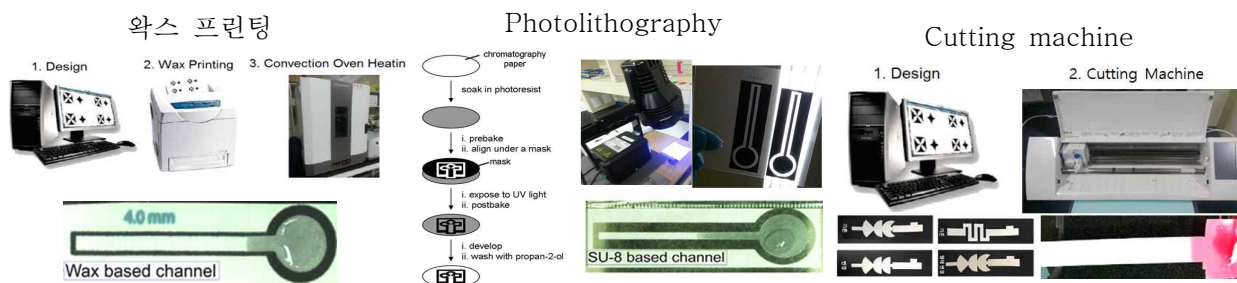 왁스 프린팅
1. Design
2. Wax Printing
3. Convection Oven Heatin
4.0 mm
Wax based channel
Photolithography
chromatography
paper
soak in photoresist
i. prebake
ii. align under a mask
mask
i. expose to UV light
ii. postbake
i. develop
ii. wash with propan-2-ol
SU-8 based channel
Cutting machine
1. Design
2. Cutting Machine